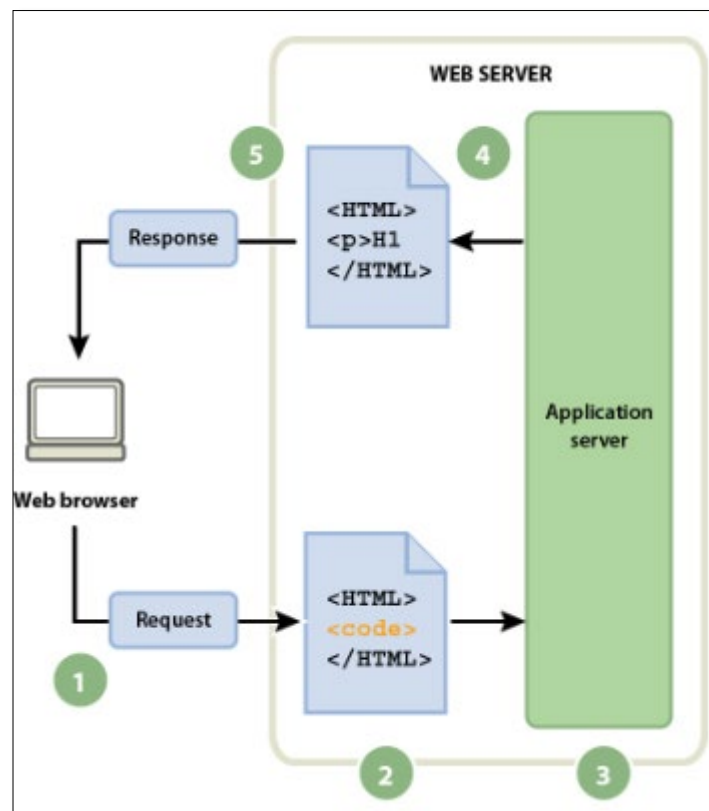 WEB SERVER
5
4
<HTML>
<p>H1
</HTML>
Response
Application
server
Web browser
<HTML>
<code>
</HTML>
Request
1
2
3